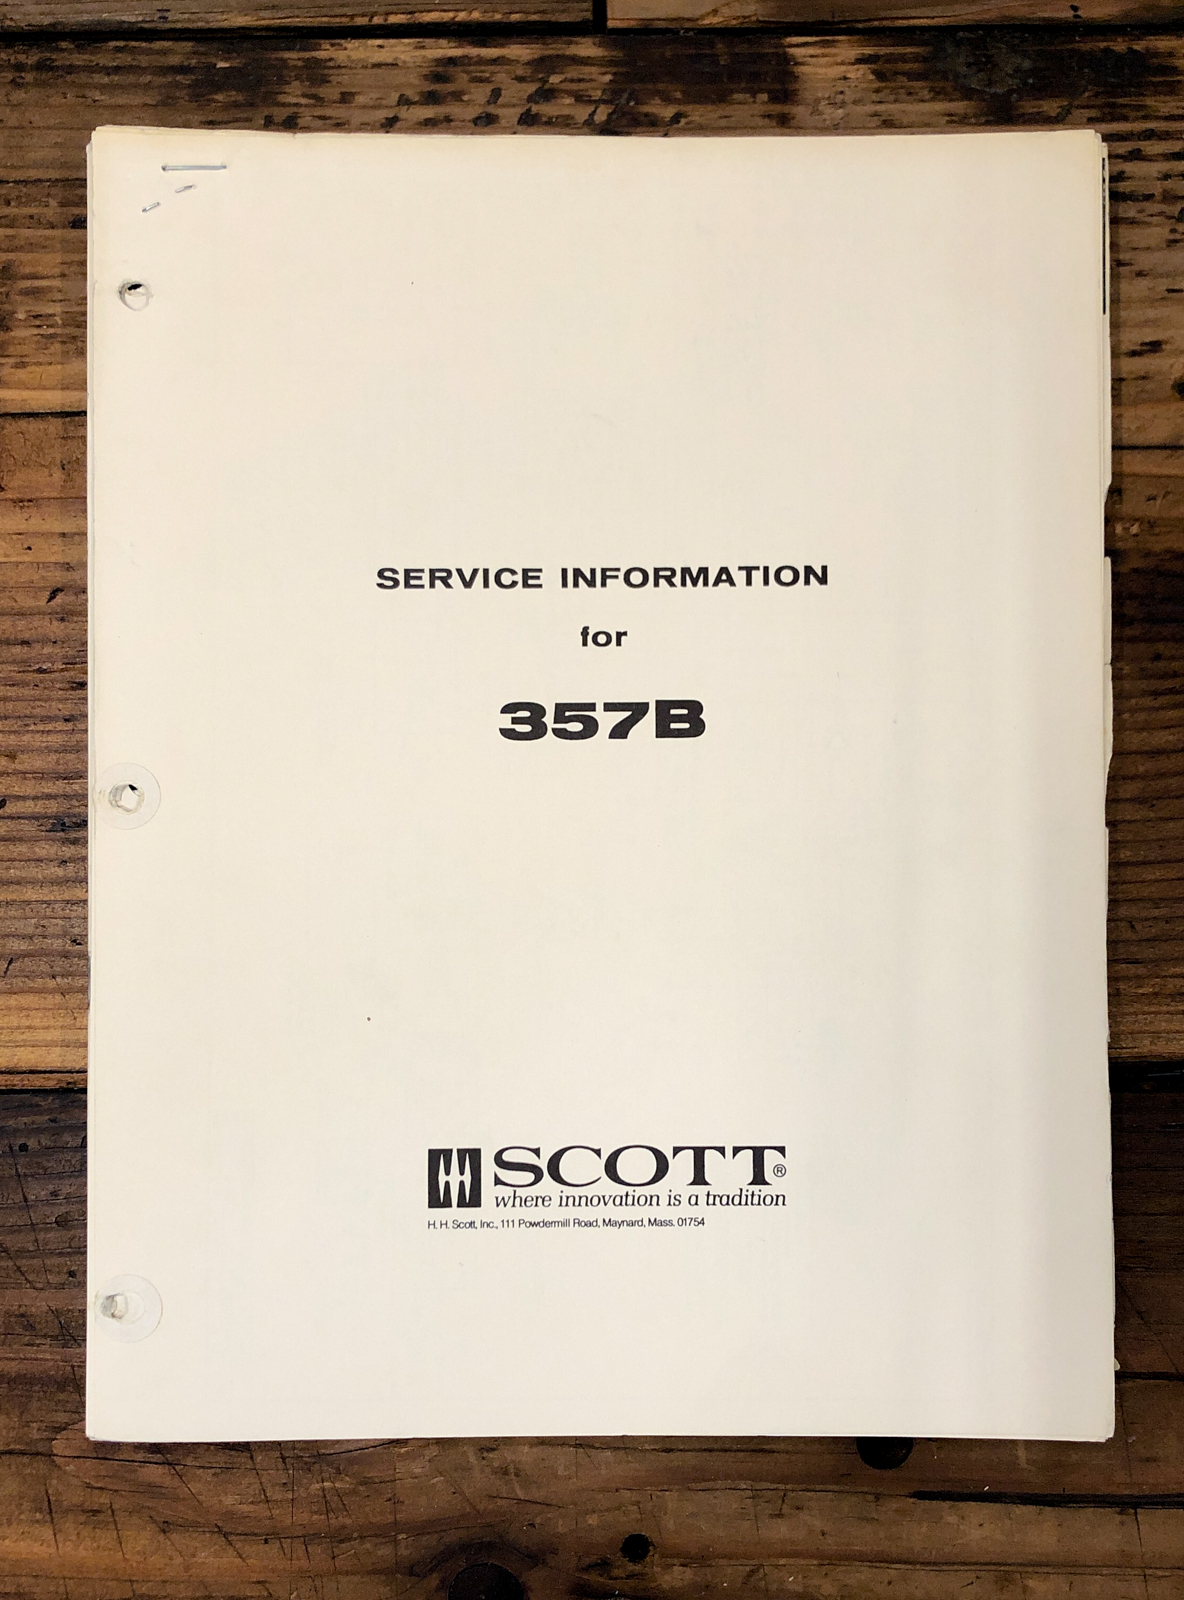 SERVICE INFORMATION
for
357B
SCOTT®
where innovation is a tradition
H. H. Scott, Inc., 111 Powdermill Road, Maynard, Mass. 01754